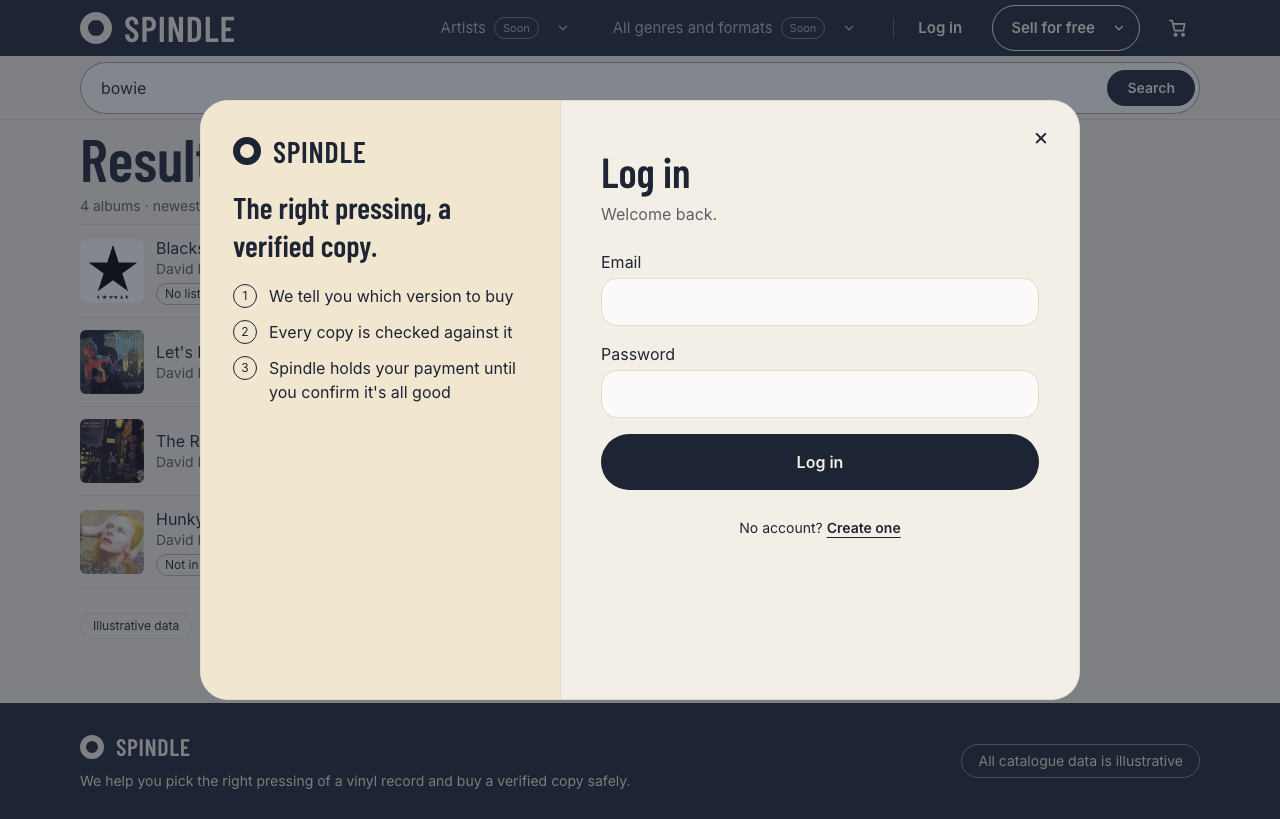 SPINDLE
Artists Soon
All genres and formats Soon
Log in
Sell for free
bowie
Search
Result
4 albums · newest
Blacks
David
No list
Let's
David
The R
David
Hunky
David
Not in
Illustrative data
SPINDLE
The right pressing, a
verified copy.
1 We tell you which version to buy
2 Every copy is checked against it
3 Spindle holds your payment until
you confirm it's all good
Log in
Welcome back.
Email
Password
Log in
No account? Create one
SPINDLE
We help you pick the right pressing of a vinyl record and buy a verified copy safely.
All catalogue data is illustrative